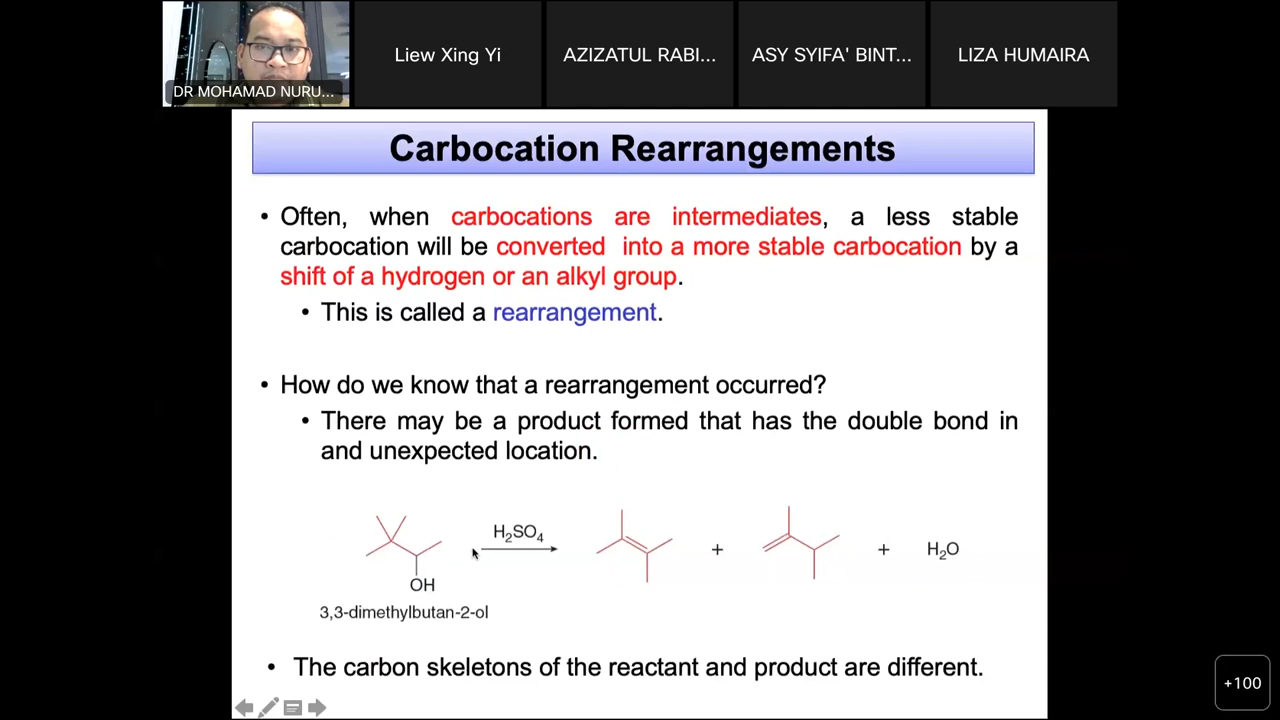 DR MOHAMAD NURU...
Liew Xing Yi
AZIZATUL RABI...
ASY SYIFA' BINT...
LIZA HUMAIRA
Carbocation Rearrangements
• Often, when carbocations are intermediates, a less stable
carbocation will be converted into a more stable carbocation by a
shift of a hydrogen or an alkyl group.
• This is called a rearrangement.
• How do we know that a rearrangement occurred?
• There may be a product formed that has the double bond in
and unexpected location.
H₂SO₄
+
+
H₂O
OH
3,3-dimethylbutan-2-ol
• The carbon skeletons of the reactant and product are different.
+100